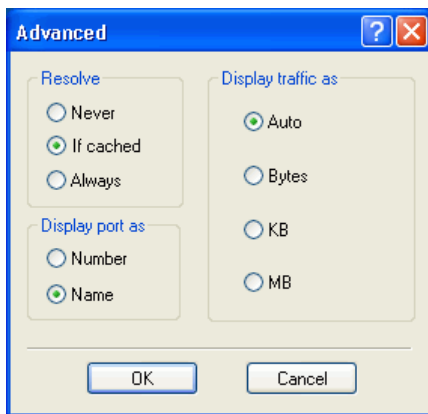 Advanced
Resolve
Never
If cached
Always
Display port as
Number
Name
Display traffic as
Auto
Bytes
KB
MB
OK
Cancel